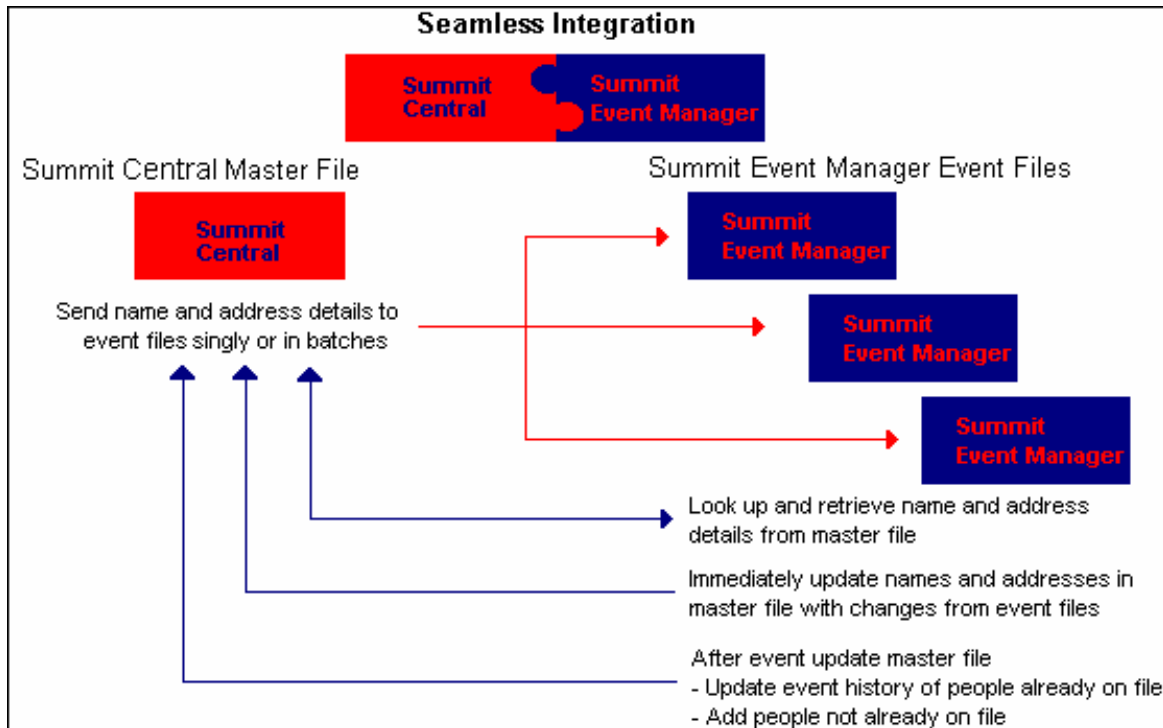 Seamless Integration
Summit
Central
Summit
Event Manager
Summit Central Master File
Summit Event Manager Event Files
Summit
Central
Summit
Event Manager
Send name and address details to
event files singly or in batches
Summit
Event Manager
Summit
Event Manager
Look up and retrieve name and address
details from master file
Immediately update names and addresses in
master file with changes from event files
After event update master file
- Update event history of people already on file
- Add people not already on file